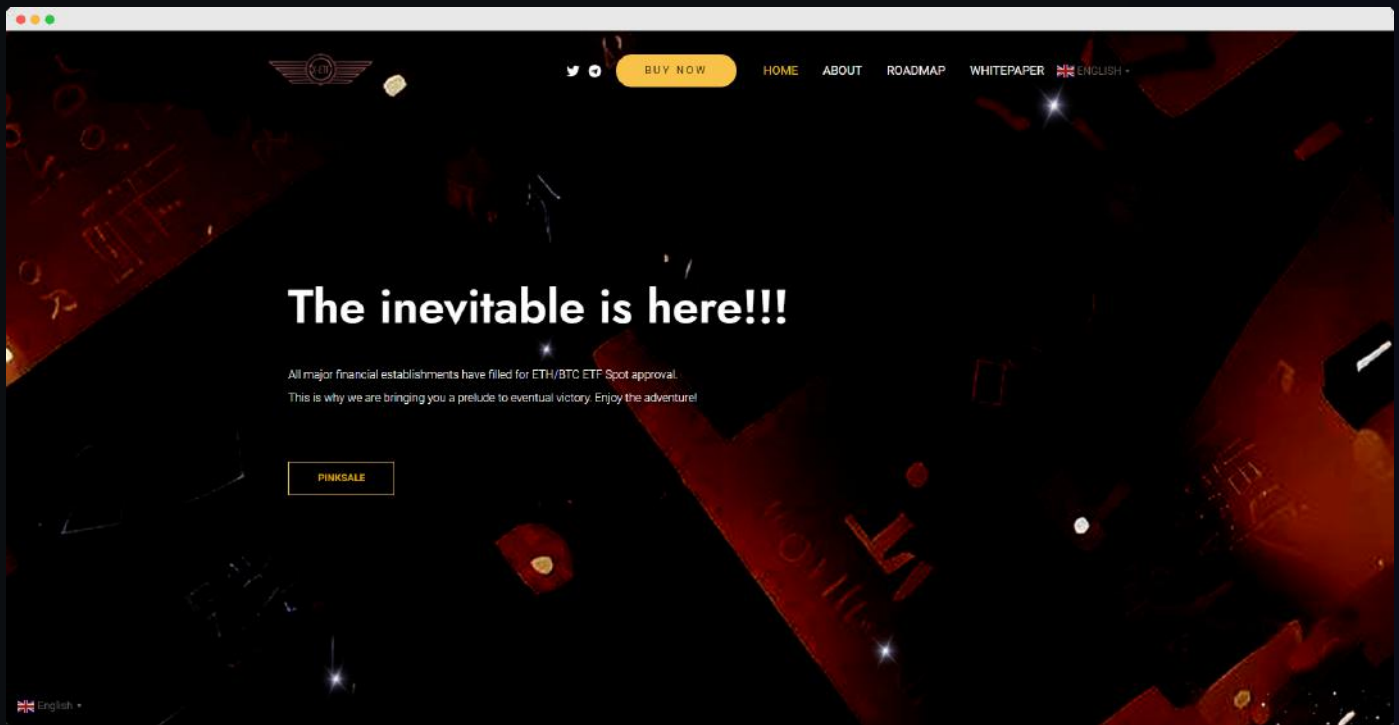 BUY NOW
HOME
ABOUT
ROADMAP
WHITEPAPER
ENGLISH
The inevitable is here!!!
All major financial establishments have filled for ETH/BTC ETF Spot approval.
This is why we are bringing you a prelude to eventual victory. Enjoy the adventure!
PINKSALE
English